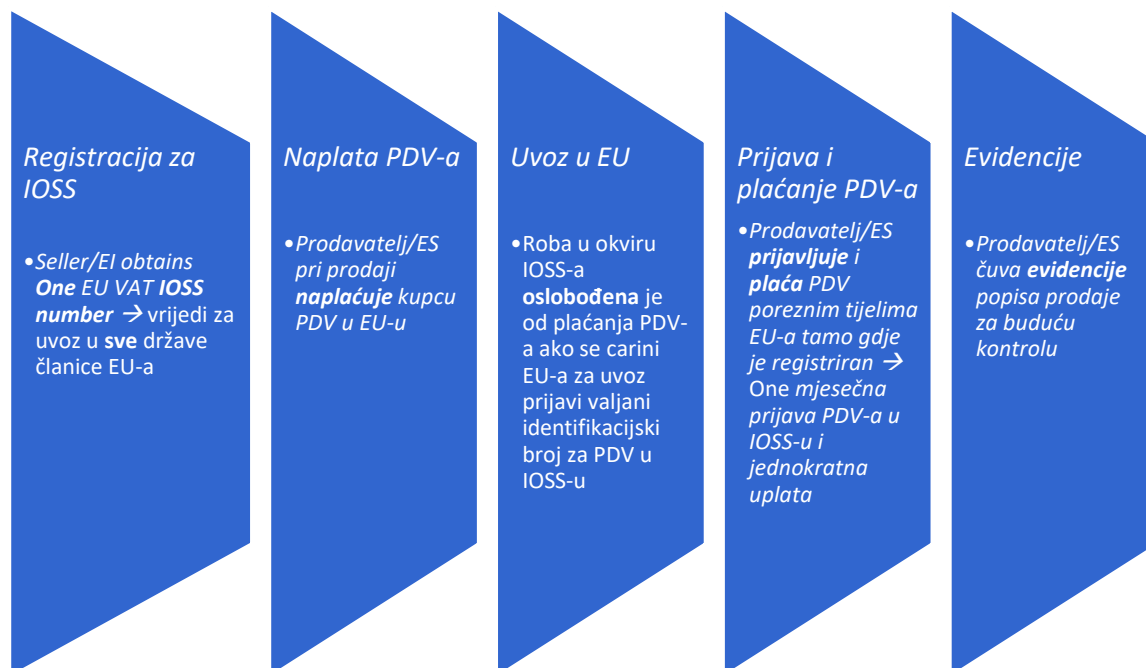 Registracija za
IOSS
•Seller/EI obtains
One EU VAT IOSS
number → vrijedi za
uvoz u sve države
članice EU-a
Naplata PDV-a
•Prodavatelj/ES
pri prodaji
naplaćuje kupcu
PDV u EU-u
Uvoz u EU
•Roba u okviru
IOSS-a
oslobođena je
od plaćanja PDV-
a ako se carini
EU-a za uvoz
prijavi valjani
identifikacijski
broj za PDV u
IOSS-u
Prijava i
plaćanje PDV-a
•Prodavatelj/ES
prijavljuje i
plaća PDV
poreznim tijelima
EU-a tamo gdje
je registriran →
One mjesečna
prijava PDV-a u
IOSS-u i
jednokratna
uplata
Evidencije
•Prodavatelj/ES
čuva evidencije
popisa prodaje
za buduću
kontrolu